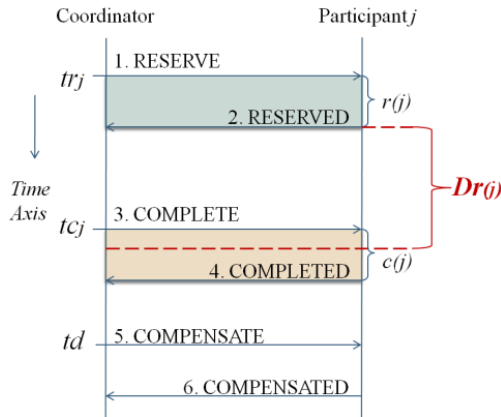 Coordinator Participant j
1. RESERVE
trj
r(j)
2. RESERVED
Dr(j)
Time
Axis
3. COMPLETE
tcj
c(j)
4. COMPLETED
td 5. COMPENSATE
6. COMPENSATED